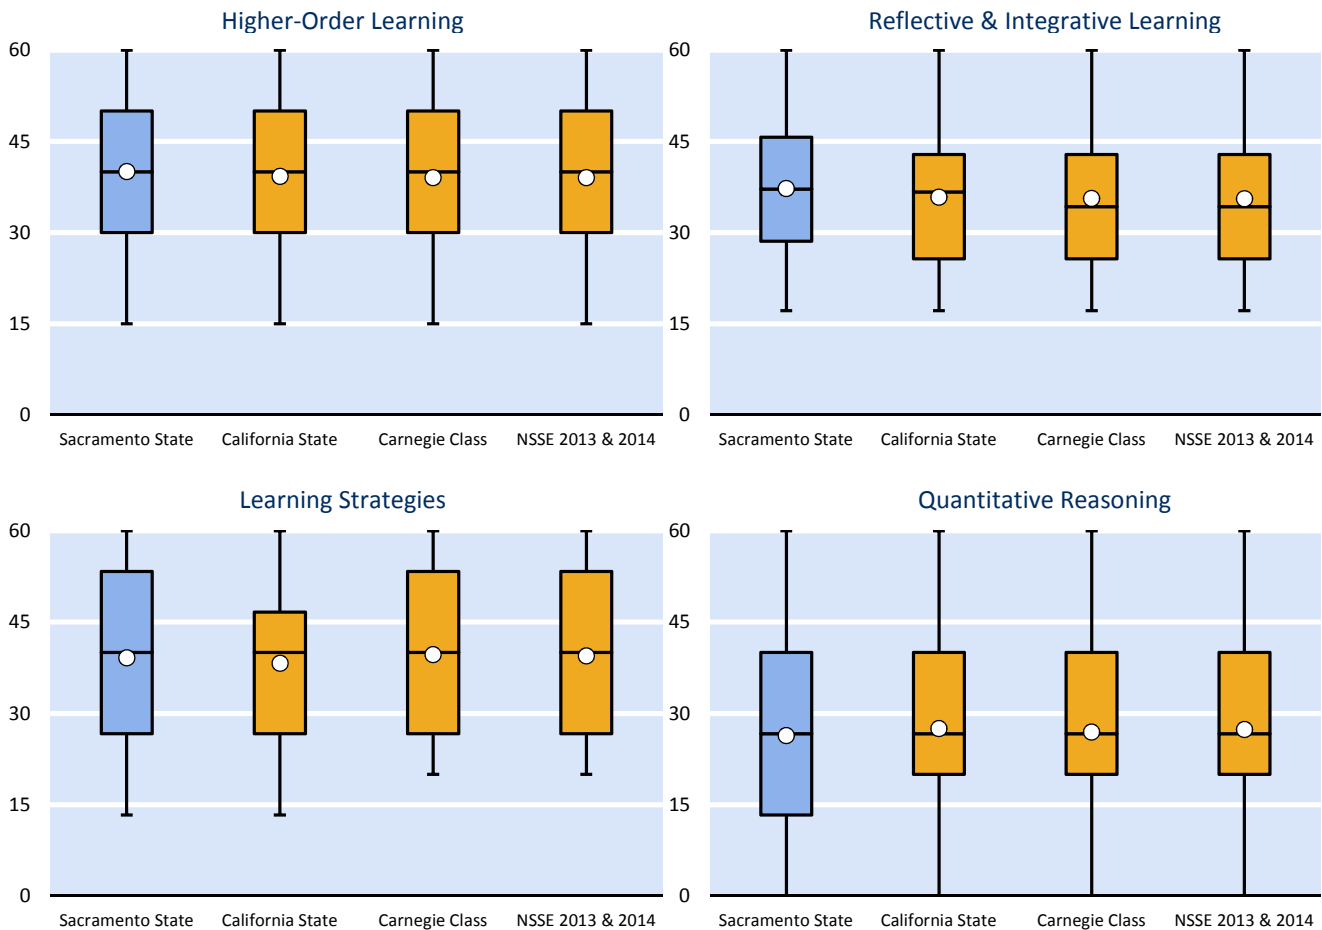 Higher-Order Learning
60
45
30
15
0
Sacramento State California State Carnegie Class NSSE 2013 & 2014
Reflective & Integrative Learning
60
45
30
15
0
Sacramento State California State Carnegie Class NSSE 2013 & 2014
Learning Strategies
60
45
30
15
0
Sacramento State California State Carnegie Class NSSE 2013 & 2014
Quantitative Reasoning
60
45
30
15
0
Sacramento State California State Carnegie Class NSSE 2013 & 2014